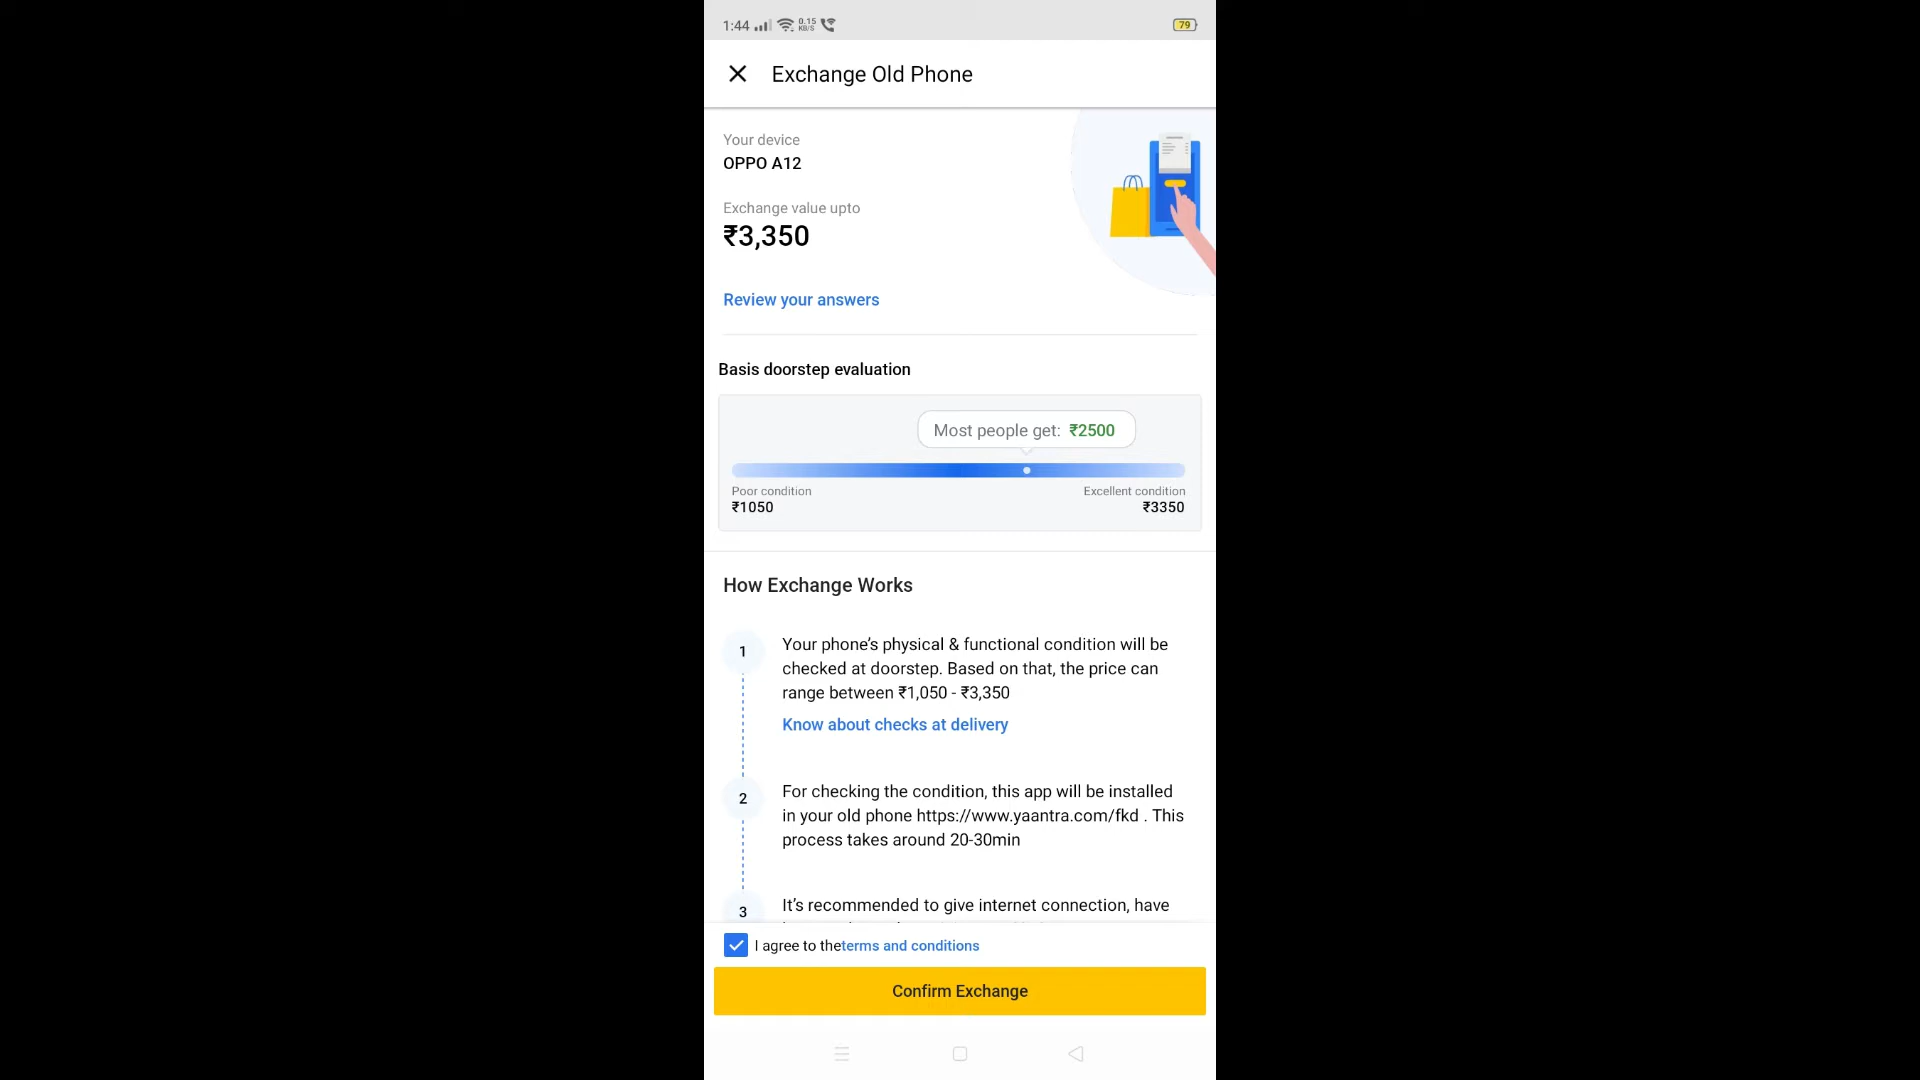 1:44 0.15 KB/S 79
Exchange Old Phone
Your device
OPPO A12
Exchange value upto
₹3,350
Review your answers
Basis doorstep evaluation
Most people get: ₹2500
Poor condition Excellent condition
₹1050 ₹3350
How Exchange Works
1 Your phone’s physical & functional condition will be
checked at doorstep. Based on that, the price can
range between ₹1,050 - ₹3,350
Know about checks at delivery
2 For checking the condition, this app will be installed
in your old phone https://www.yaantra.com/fkd . This
process takes around 20-30min
3 It’s recommended to give internet connection, have
I agree to theterms and conditions
Confirm Exchange